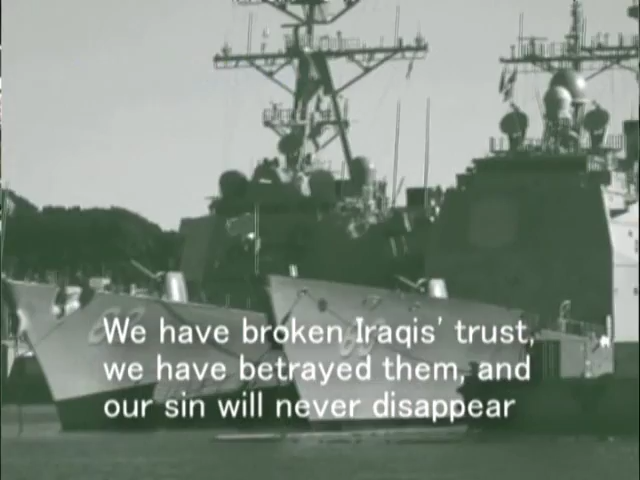 We have broken Iraqis' trust,
we have betrayed them, and
our sin will never disappear